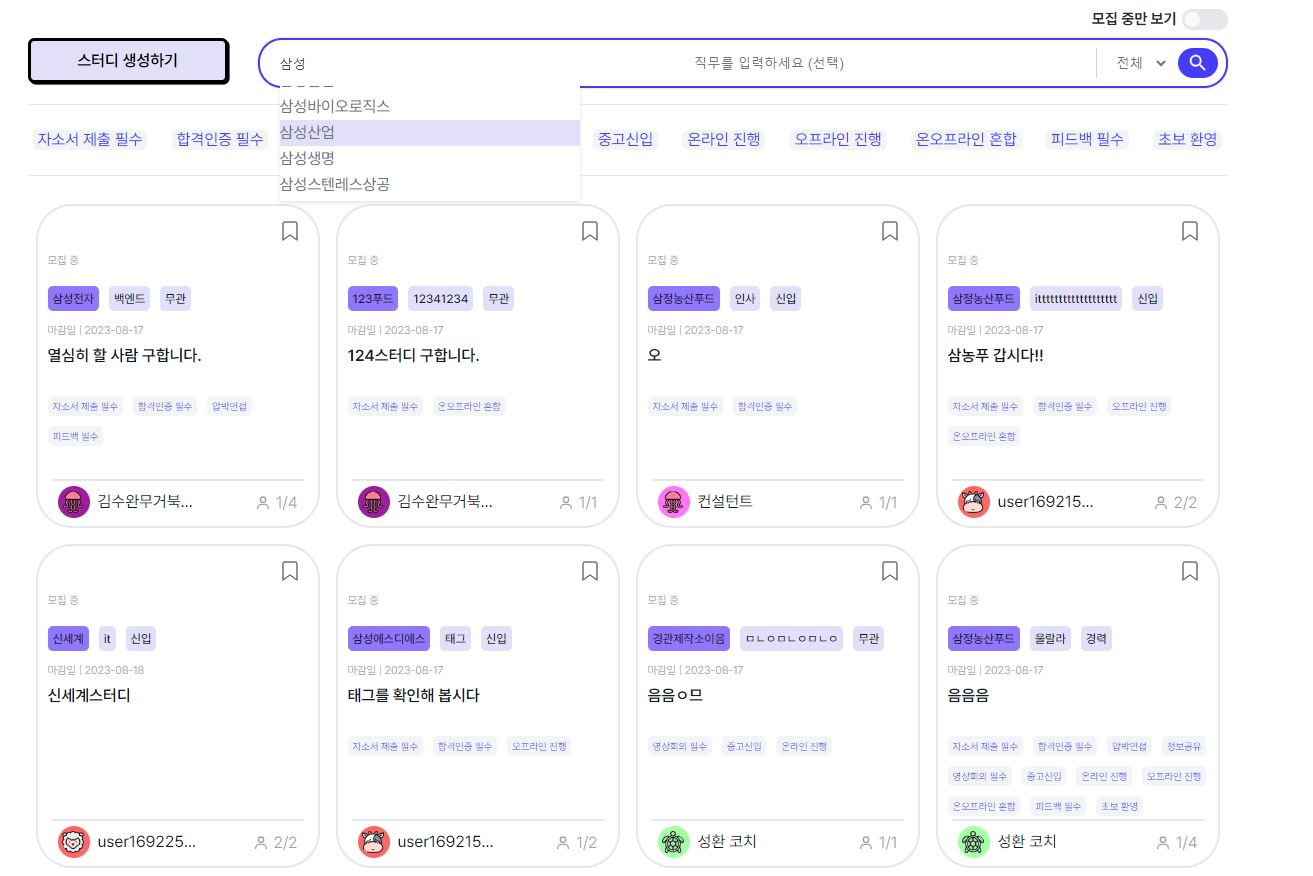 모집 중만 보기
스터디 생성하기
삼성
직무를 입력하세요 (선택)
전체
삼성바이오로직스
삼성산업
삼성생명
삼성스텐레스상공
자소서 제출 필수
합격인증 필수
중고신입
온라인 진행
오프라인 진행
온오프라인 혼합
피드백 필수
초보 환영
모집 중
삼성전자 백엔드 무관
마감일 | 2023-08-17
열심히 할 사람 구합니다.
자소서 제출 필수 합격인증 필수 압박면접
피드백 필수
김수완무거북... 1/4
모집 중
123푸드 12341234 무관
마감일 | 2023-08-17
124스터디 구합니다.
자소서 제출 필수 온오프라인 혼합
김수완무거북... 1/1
모집 중
삼정농산푸드 인사 신입
마감일 | 2023-08-17
오
자소서 제출 필수 합격인증 필수
컨설턴트 1/1
모집 중
삼정농산푸드 ittttttttttttttttttt 신입
마감일 | 2023-08-17
삼농푸 갑시다!!
자소서 제출 필수 합격인증 필수 오프라인 진행
온오프라인 혼합
user169215... 2/2
모집 중
신세계 it 신입
마감일 | 2023-08-18
신세계스터디
user169225... 2/2
모집 중
삼성에스디에스 태그 신입
마감일 | 2023-08-17
태그를 확인해 봅시다
자소서 제출 필수 합격인증 필수 오프라인 진행
user169215... 1/2
모집 중
경관제작소이음 ㅁㄴㅇㅁㄴㅇㅁㄴㅇ 무관
마감일 | 2023-08-17
음음ㅇ므
영상회의 필수 중고신입 온라인 진행
성환 코치 1/1
모집 중
삼정농산푸드 울랄라 경력
마감일 | 2023-08-17
음음음
자소서 제출 필수 합격인증 필수 압박면접 정보공유
영상회의 필수 중고신입 온라인 진행 오프라인 진행
온오프라인 혼합 피드백 필수 초보 환영
성환 코치 1/4